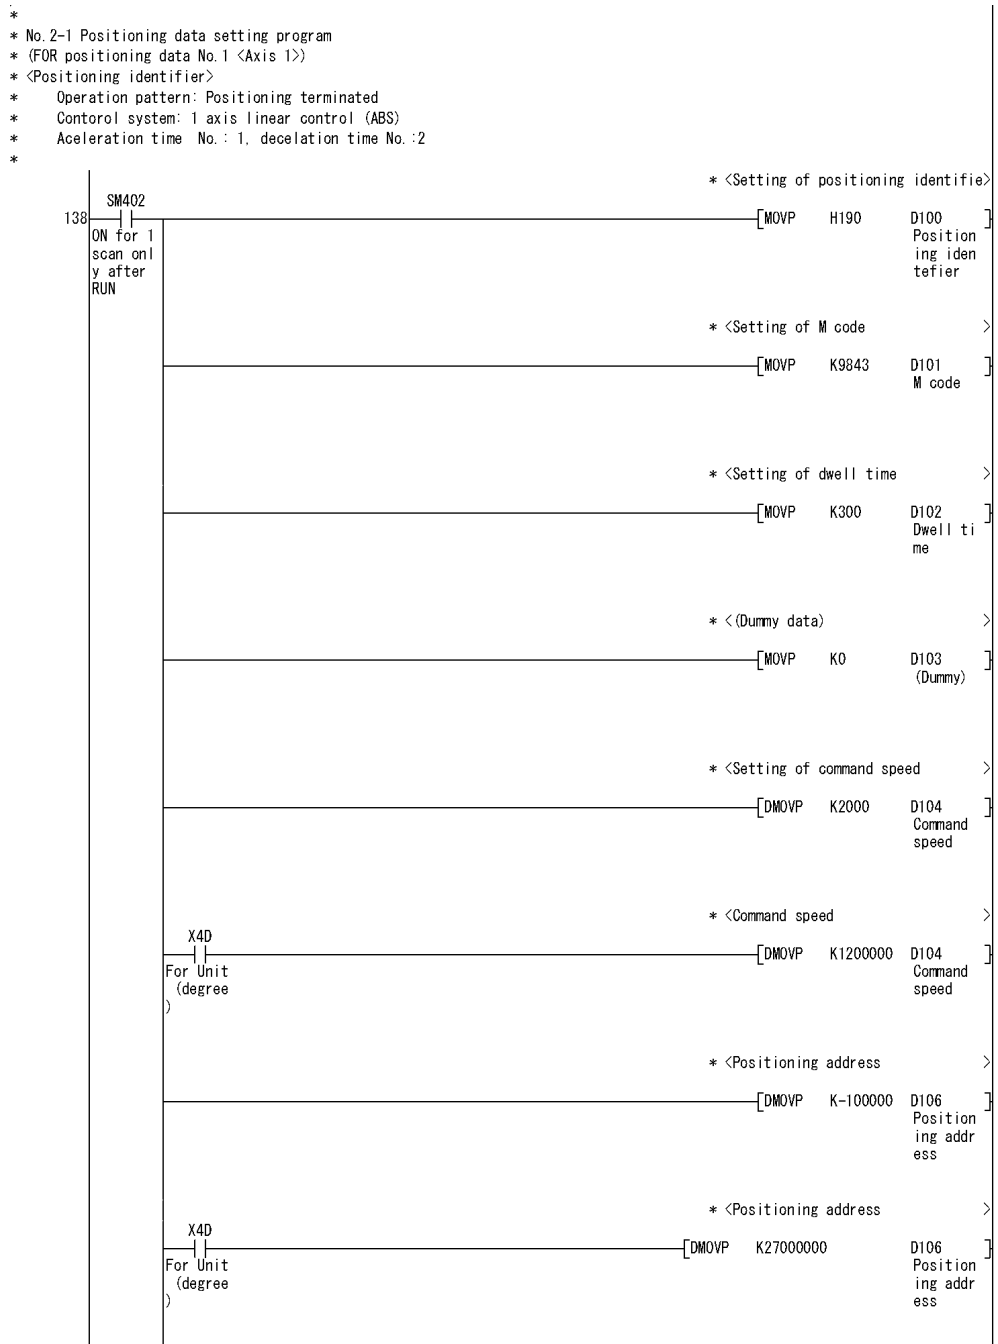 *
* No.2-1 Positioning data setting program
* (FOR positioning data No.1 <Axis 1>)
* <Positioning identifier>
* Operation pattern: Positioning terminated
* Contorol system: 1 axis linear control (ABS)
* Aceleration time No.: 1, decelation time No.:2
*
* <Setting of positioning identifie>
SM402
138 [MOVP H190 D100 ]
ON for 1
scan onl
y after
RUN
Position
ing iden
tefier
* <Setting of M code >
[MOVP K9843 D101 ]
M code
* <Setting of dwell time >
[MOVP K300 D102 ]
Dwell ti
me
* <(Dummy data) >
[MOVP K0 D103 ]
(Dummy)
* <Setting of command speed >
[DMOVP K2000 D104 ]
Command
speed
* <Command speed >
X4D
[DMOVP K1200000 D104 ]
For Unit
(degree
)
Command
speed
* <Positioning address >
[DMOVP K-100000 D106 ]
Position
ing addr
ess
* <Positioning address >
X4D
[DMOVP K27000000 D106 ]
For Unit
(degree
)
Position
ing addr
ess